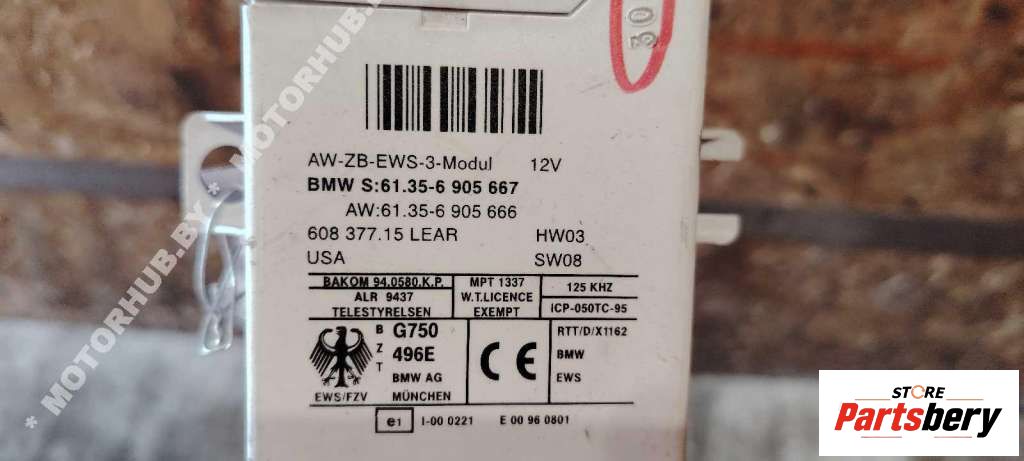 30
AW-ZB-EWS-3-Modul 12V
BMW S:61.35-6 905 667
AW:61.35-6 905 666
608 377.15 LEAR HW03
USA SW08
BAKOM 94.0580.K.P. MPT 1337 125 KHZ
ALR 9437 W.T.LICENCE ICP-050TC-95
TELESTYRELSEN EXEMPT
B G750 RTT/D/X1162
Z 496E BMW
T BMW AG EWS
EWS/FZV MÜNCHEN
CE
e1 I-00 0221 E 00 96 0801
* MOTORHUB.BY * MOTORHUB.BY
STORE
Partsbery